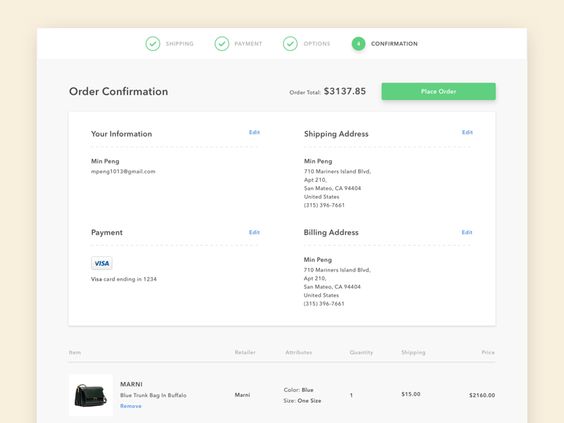 SHIPPING
PAYMENT
OPTIONS
4
CONFIRMATION
Order Confirmation
Order Total: $3137.85
Place Order
Your Information
Edit
Min Peng
mpeng1013@gmail.com
Shipping Address
Edit
Min Peng
710 Mariners Island Blvd,
Apt 210,
San Mateo, CA 94404
United States
(315) 396-7661
Payment
Edit
VISA
Visa card ending in 1234
Billing Address
Edit
Min Peng
710 Mariners Island Blvd,
Apt 210,
San Mateo, CA 94404
United States
(315) 396-7661
Item Retailer Attributes Quantity Shipping Price
MARNI
Blue Trunk Bag In Buffalo
Remove
Marni
Color: Blue
Size: One Size
1
$15.00
$2160.00